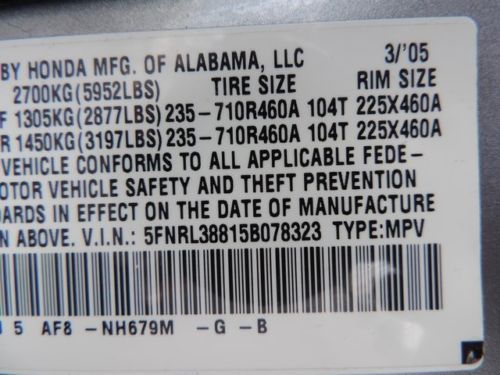 BY HONDA MFG. OF ALABAMA, LLC 3/'05
2700KG(5952LBS) TIRE SIZE RIM SIZE
F 1305KG(2877LBS) 235-710R460A 104T 225X460A
R 1450KG(3197LBS) 235-710R460A 104T 225X460A
VEHICLE CONFORMS TO ALL APPLICABLE FEDE-
OTOR VEHICLE SAFETY AND THEFT PREVENTION
ARDS IN EFFECT ON THE DATE OF MANUFACTURE
N ABOVE. V.I.N.: 5FNRL38815B078323 TYPE:MPV
5 AF8 -NH679M -G -B
A